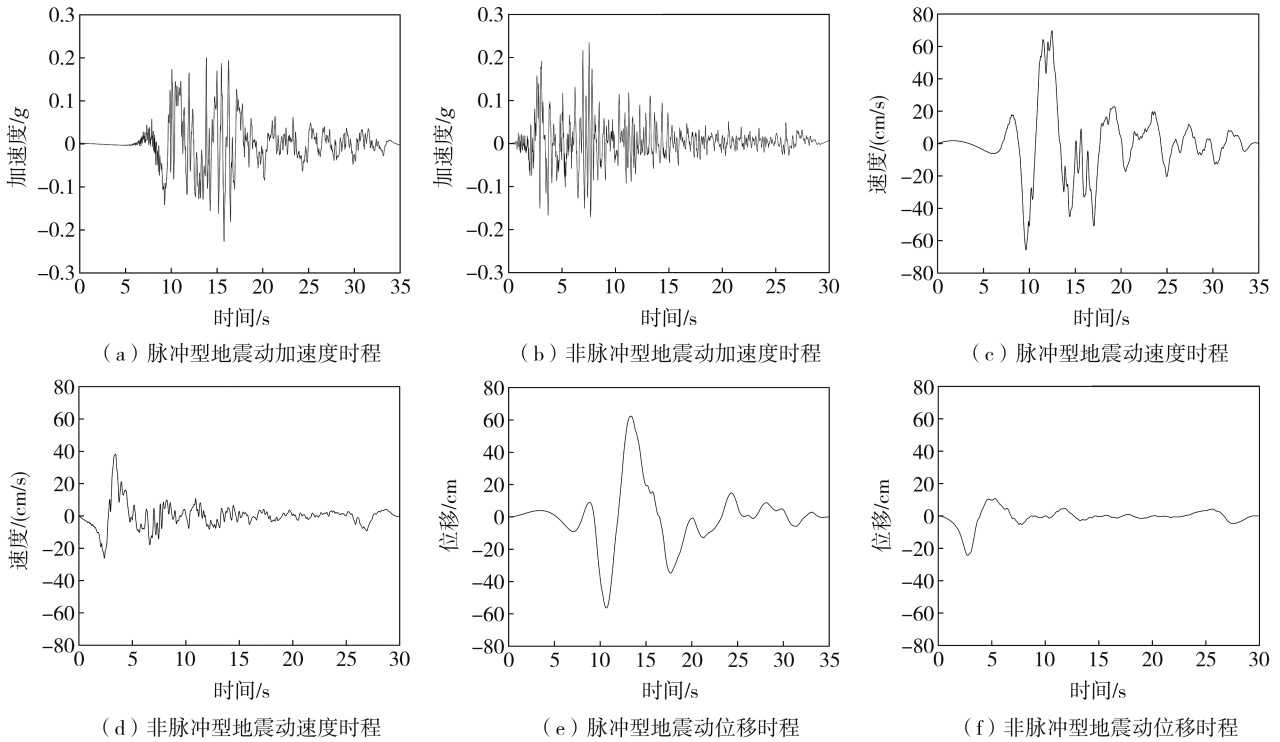 0.3
0.2
0.1
0
−0.1
−0.2
−0.3
加速度/g
0 5 10 15 20 25 30 35
时间/s
（a）脉冲型地震动加速度时程
0.3
0.2
0.1
0
−0.1
−0.2
−0.3
加速度/g
0 5 10 15 20 25 30
时间/s
（b）非脉冲型地震动加速度时程
80
60
40
20
0
−20
−40
−60
−80
速度/(cm/s)
0 5 10 15 20 25 30 35
时间/s
（c）脉冲型地震动速度时程
80
60
40
20
0
−20
−40
−60
−80
速度/(cm/s)
0 5 10 15 20 25 30
时间/s
（d）非脉冲型地震动速度时程
80
60
40
20
0
−20
−40
−60
−80
位移/cm
0 5 10 15 20 25 30 35
时间/s
（e）脉冲型地震动位移时程
80
60
40
20
0
−20
−40
−60
−80
位移/cm
0 5 10 15 20 25 30
时间/s
（f）非脉冲型地震动位移时程